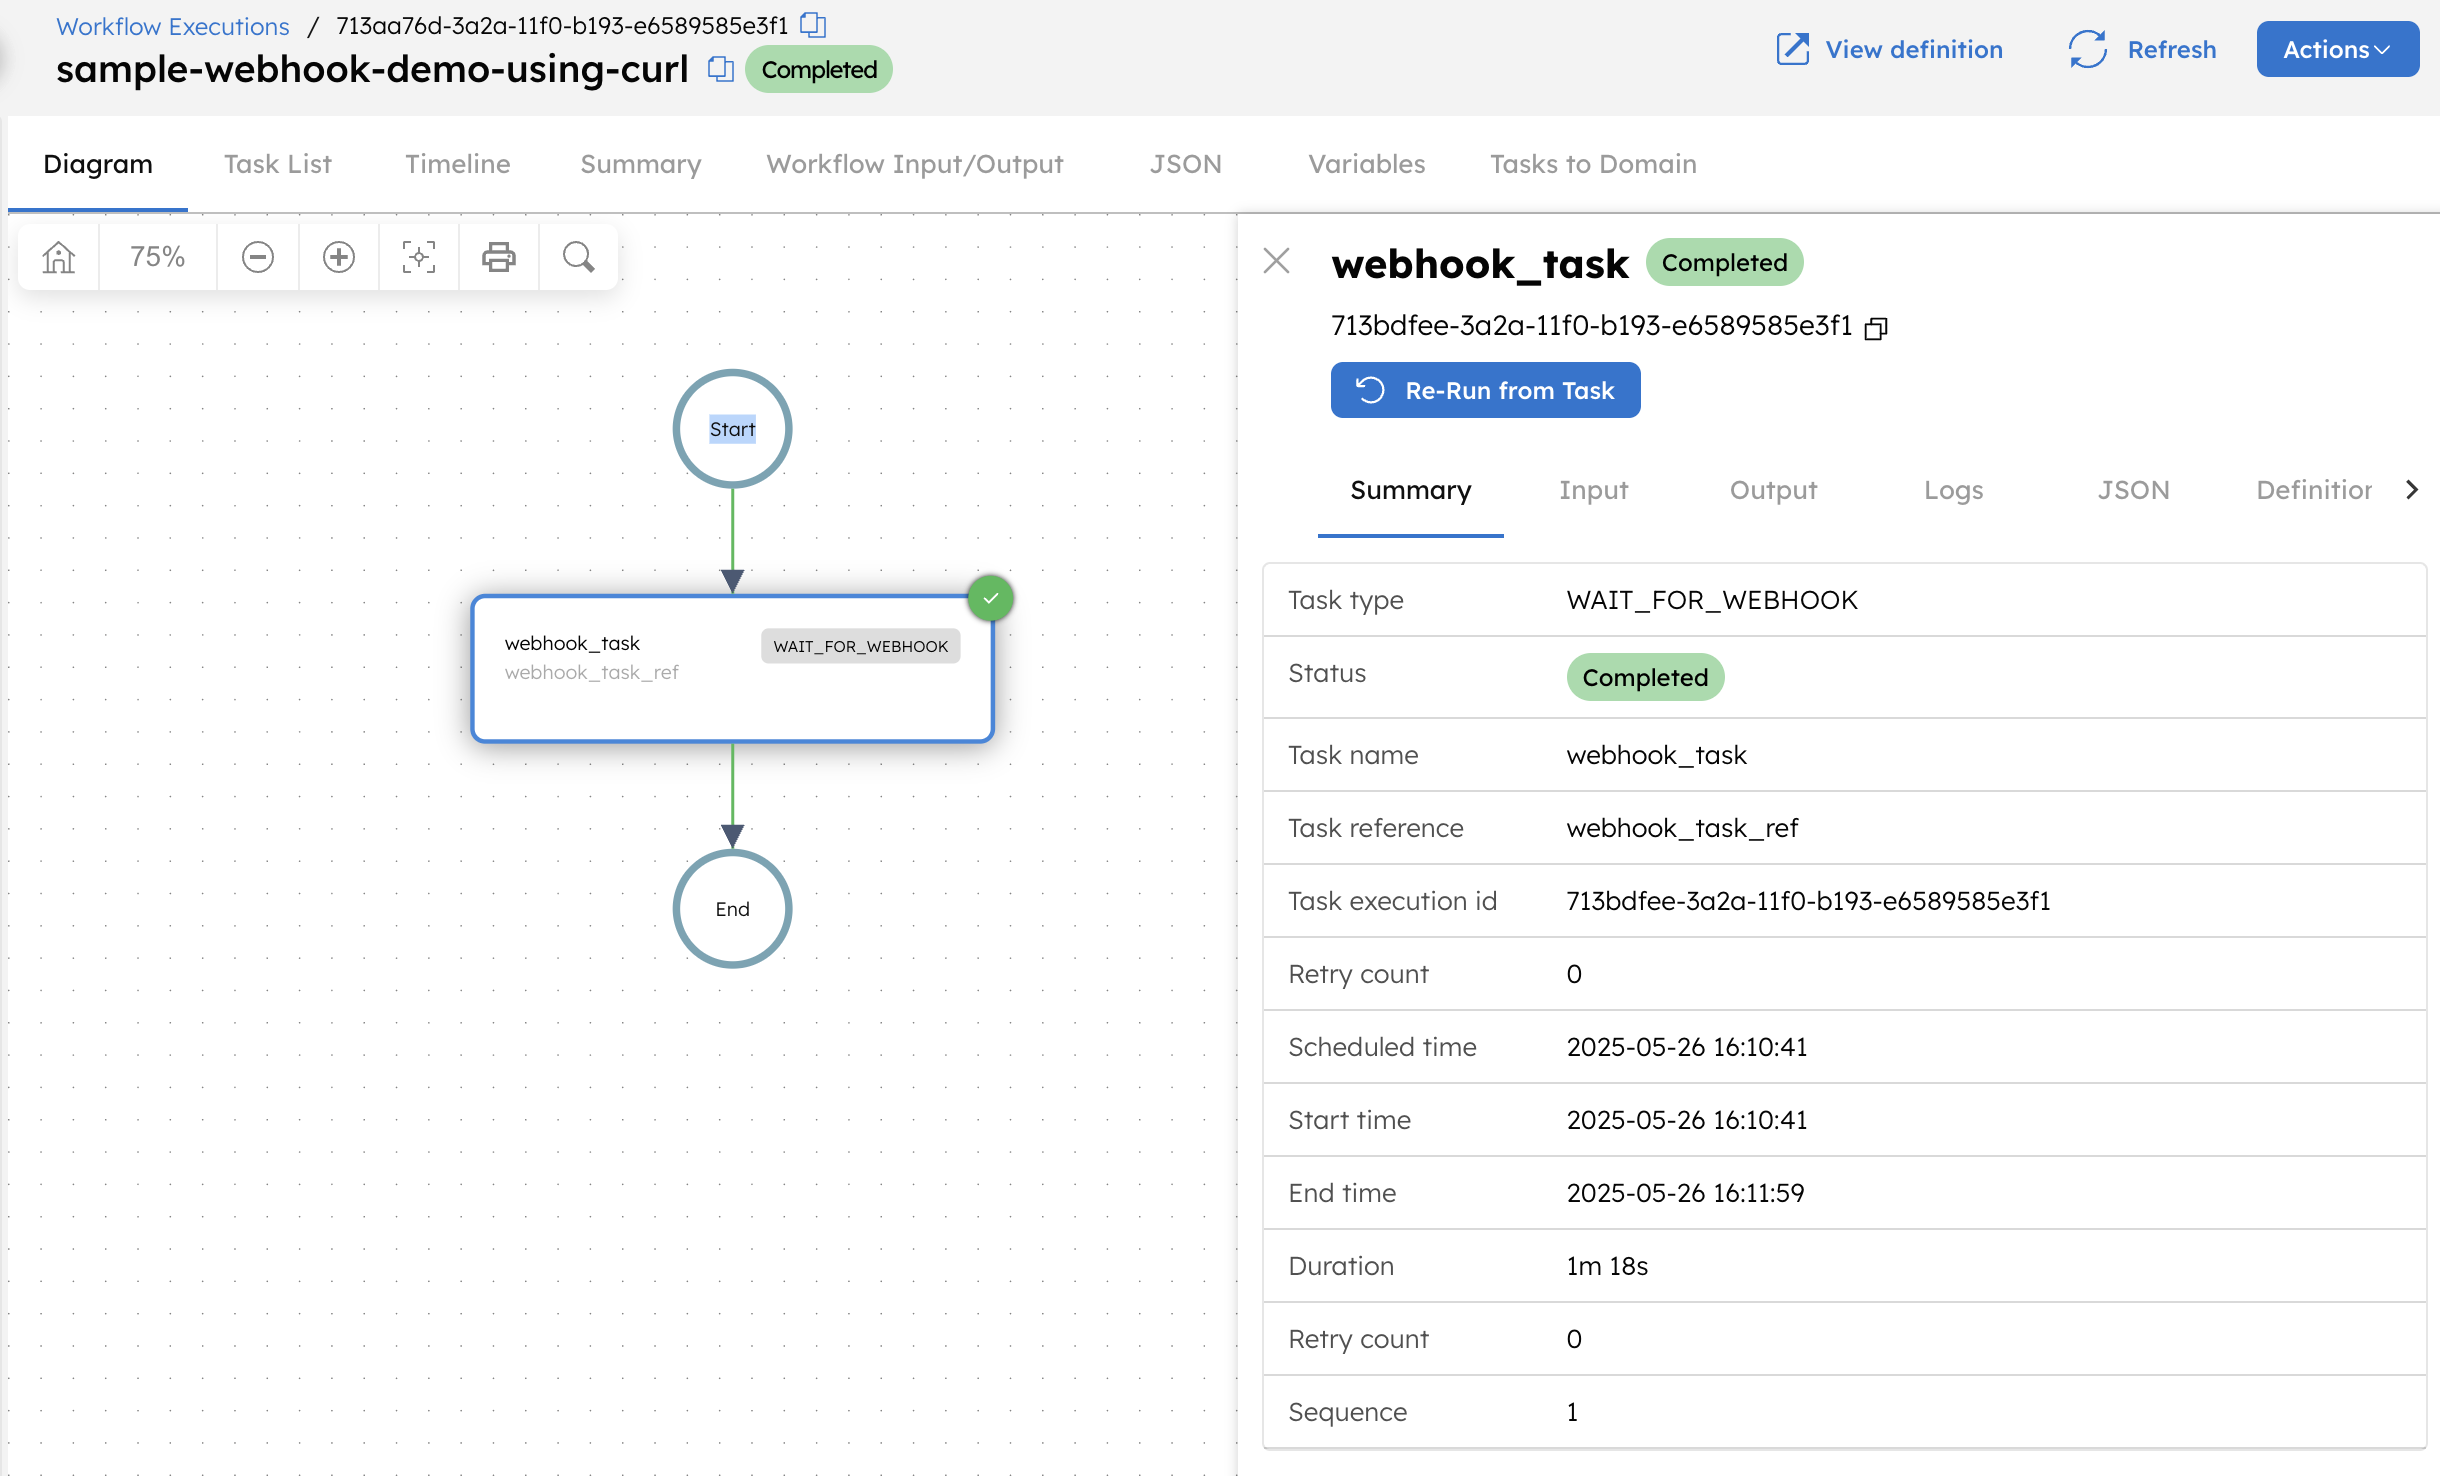 Workflow Executions / 713aa76d-3a2a-11f0-b193-e6589585e3f1
sample-webhook-demo-using-curl Completed
View definition Refresh Actions
Diagram Task List Timeline Summary Workflow Input/Output JSON Variables Tasks to Domain
75%
Start
webhook_task WAIT_FOR_WEBHOOK
webhook_task_ref
End
webhook_task Completed
713bdfee-3a2a-11f0-b193-e6589585e3f1
Re-Run from Task
Summary Input Output Logs JSON Definition
Task type WAIT_FOR_WEBHOOK
Status Completed
Task name webhook_task
Task reference webhook_task_ref
Task execution id 713bdfee-3a2a-11f0-b193-e6589585e3f1
Retry count 0
Scheduled time 2025-05-26 16:10:41
Start time 2025-05-26 16:10:41
End time 2025-05-26 16:11:59
Duration 1m 18s
Retry count 0
Sequence 1